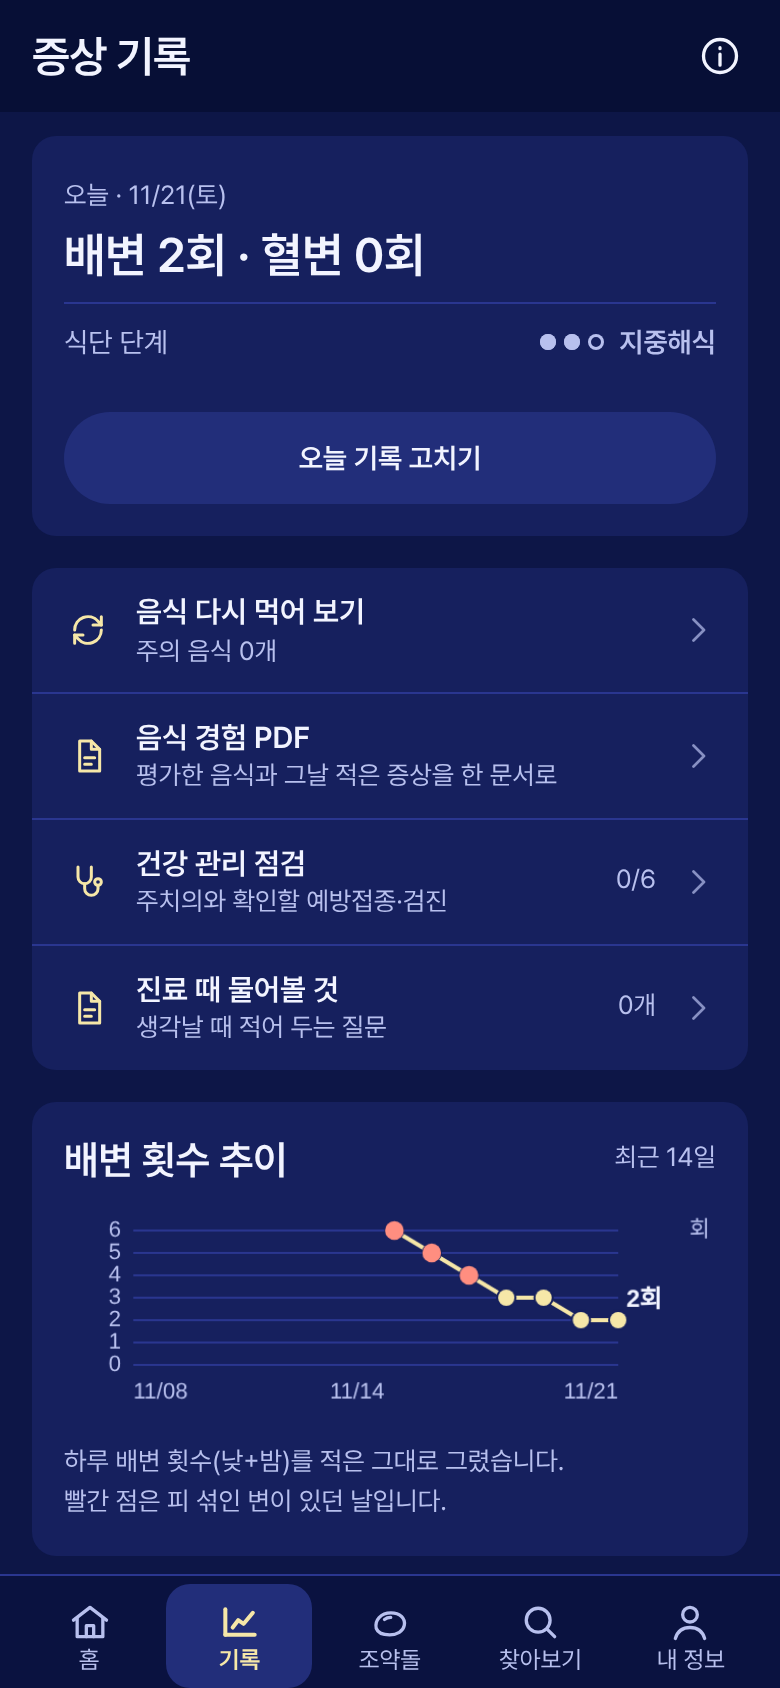 증상 기록
오늘 · 11/21(토)
배변 2회 · 혈변 0회
식단 단계
지중해식
오늘 기록 고치기
음식 다시 먹어 보기
주의 음식 0개
음식 경험 PDF
평가한 음식과 그날 적은 증상을 한 문서로
건강 관리 점검
주치의와 확인할 예방접종·검진
0/6
진료 때 물어볼 것
생각날 때 적어 두는 질문
0개
배변 횟수 추이
최근 14일
회
6
5
4
3
2
1
0
2회
11/08
11/14
11/21
하루 배변 횟수(낮+밤)를 적은 그대로 그렸습니다.
빨간 점은 피 섞인 변이 있던 날입니다.
홈
기록
조약돌
찾아보기
내 정보